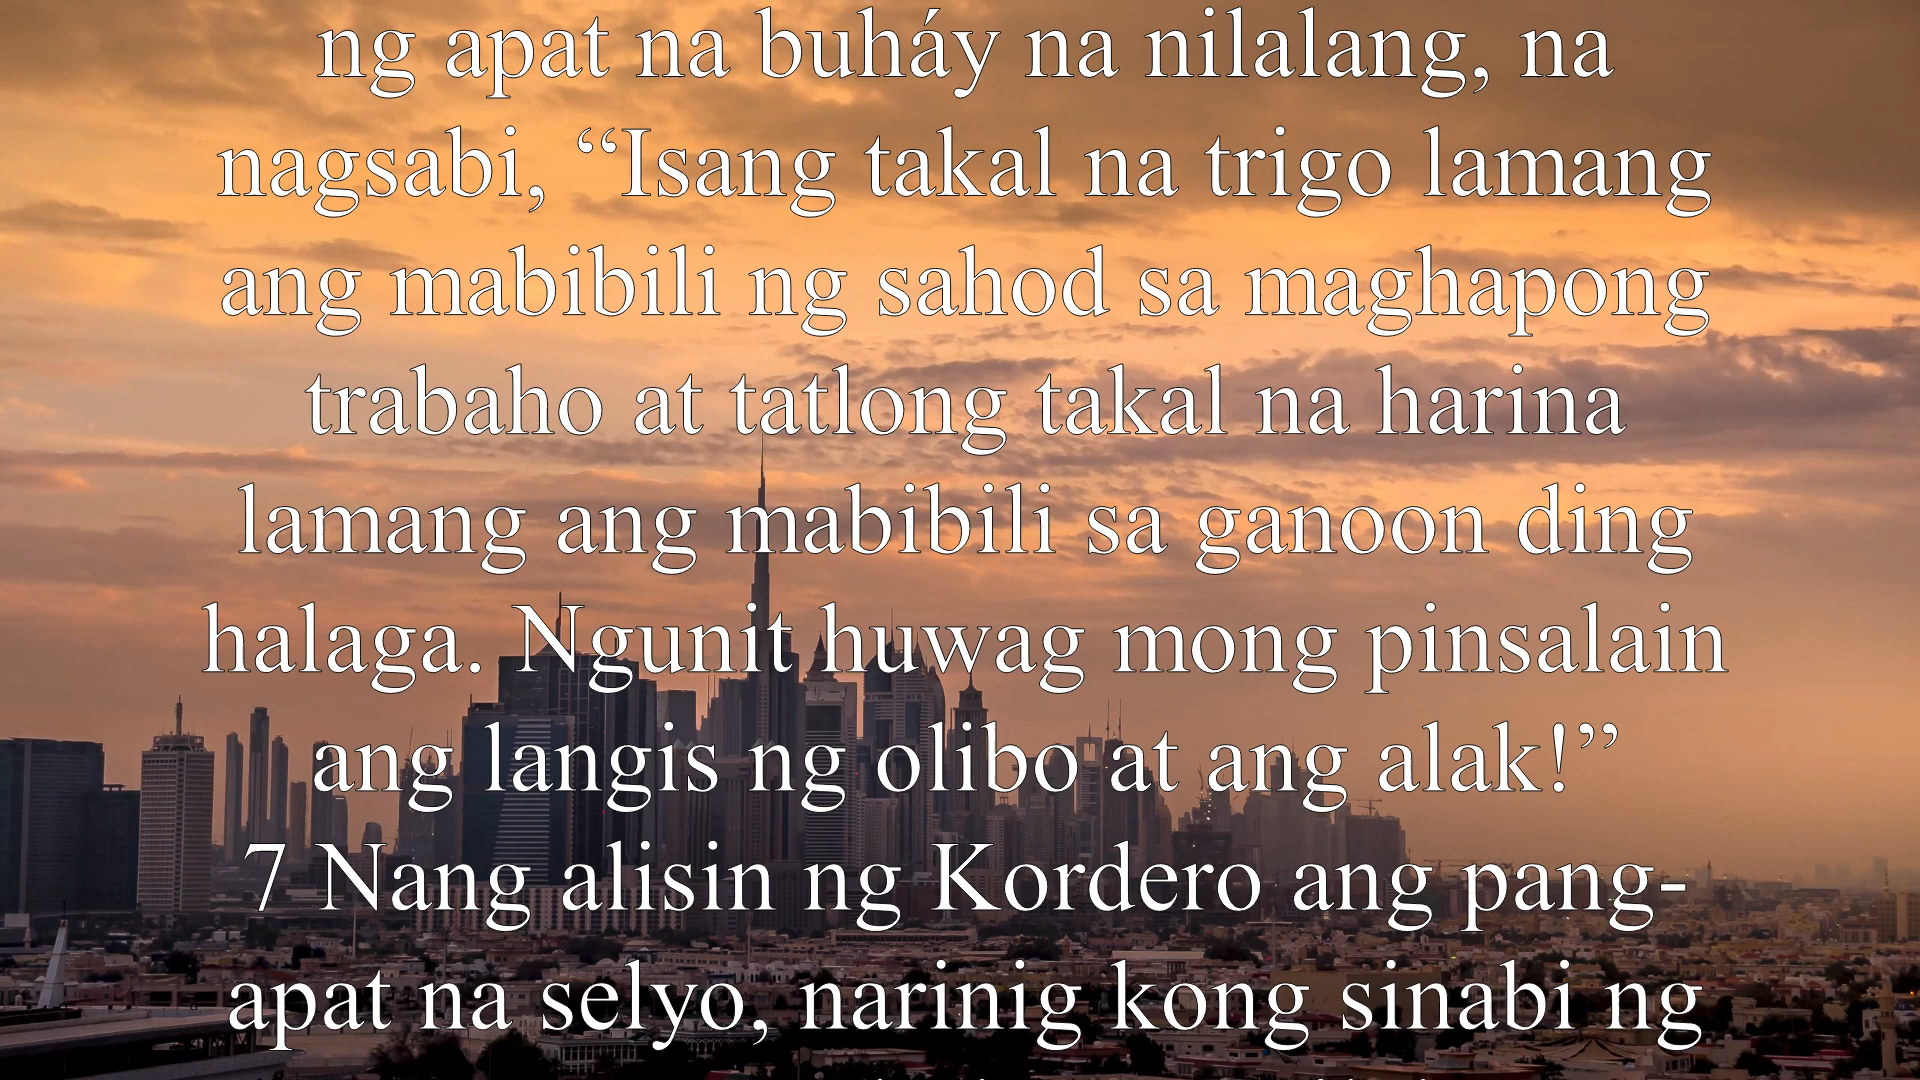 ng apat na buháy na nilalang, na
nagsabi, “Isang takal na trigo lamang
ang mabibili ng sahod sa maghapong
trabaho at tatlong takal na harina
lamang ang mabibili sa ganoon ding
halaga. Ngunit huwag mong pinsalain
ang langis ng olibo at ang alak!”
7 Nang alisin ng Kordero ang pang-
apat na selyo, narinig kong sinabi ng